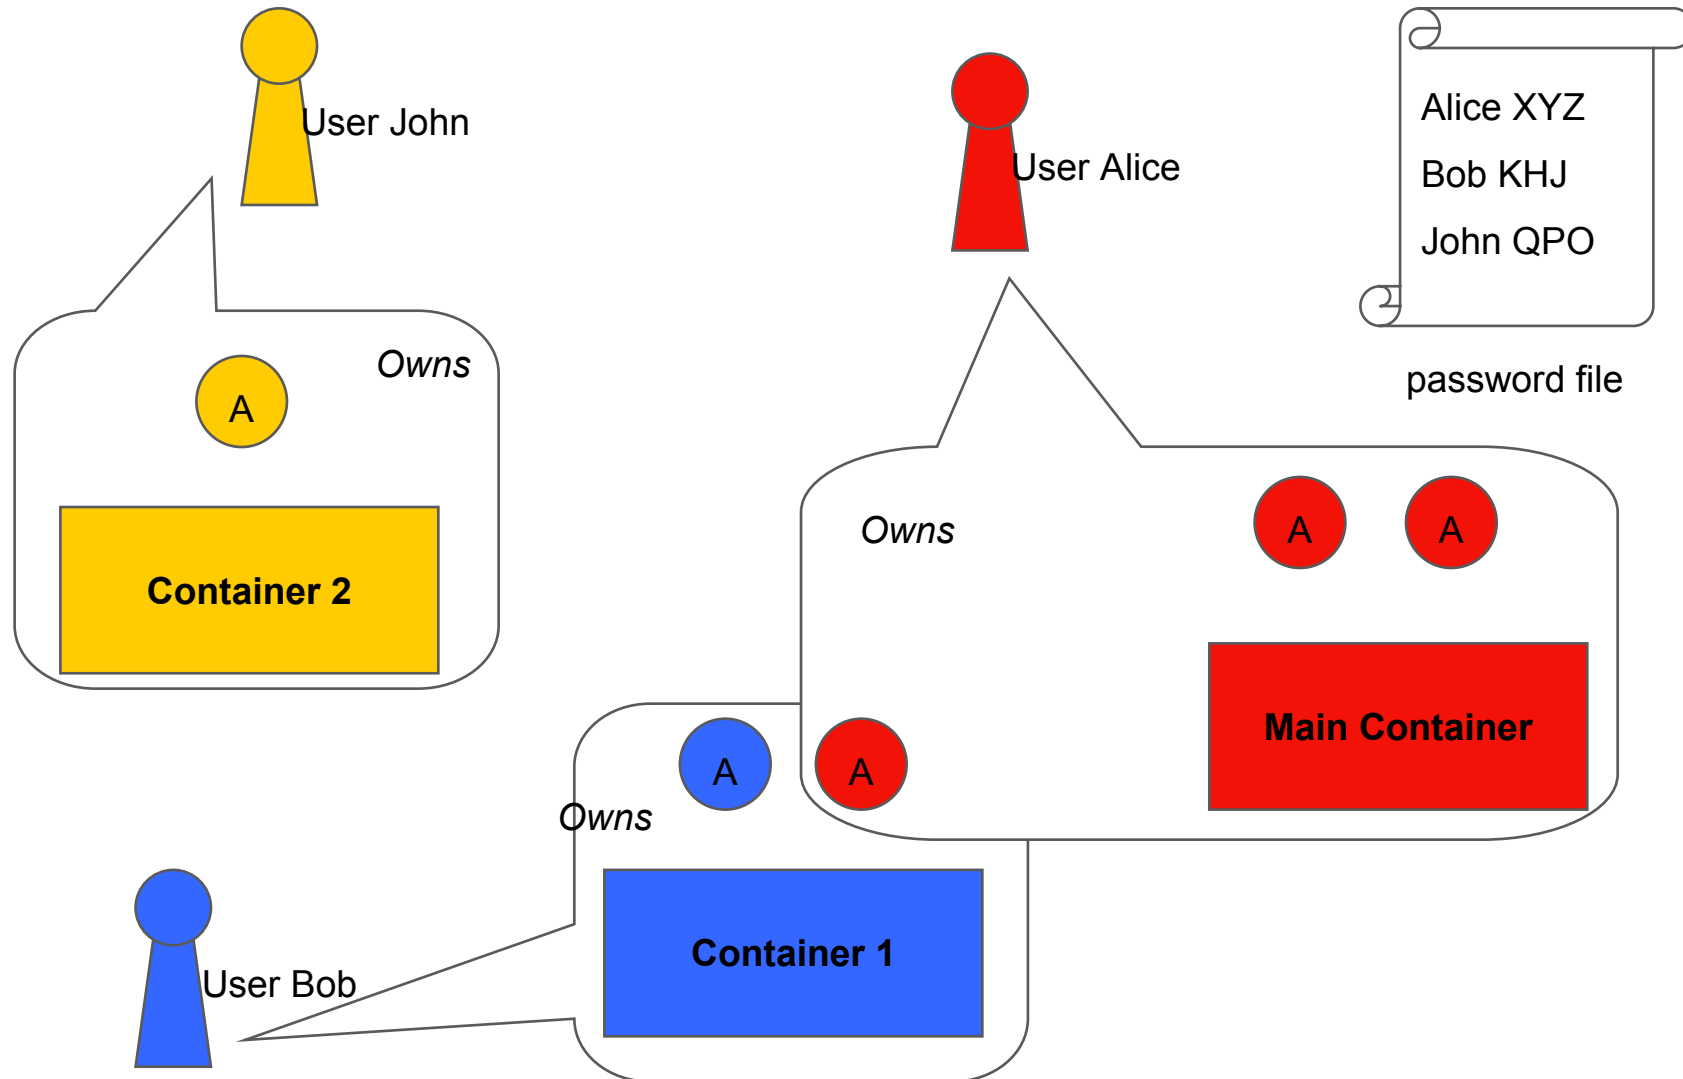 User John
User Alice
Alice XYZ
Bob KHJ
John QPO
password file
Owns
A
Container 2
Owns
A
A
Main Container
A
A
Owns
Container 1
User Bob